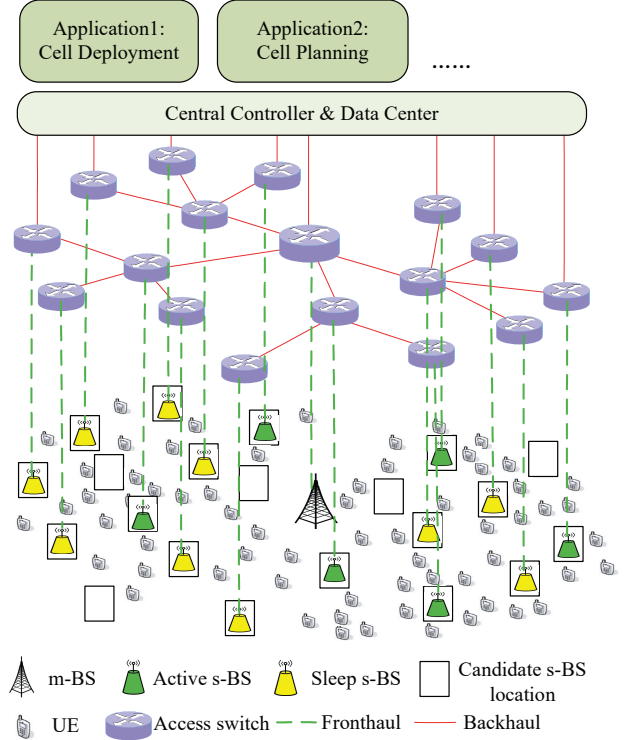 Application1:
Cell Deployment
Application2:
Cell Planning
......
Central Controller & Data Center
m-BS
Active s-BS
Sleep s-BS
Candidate s-BS
location
UE
Access switch
Fronthaul
Backhaul